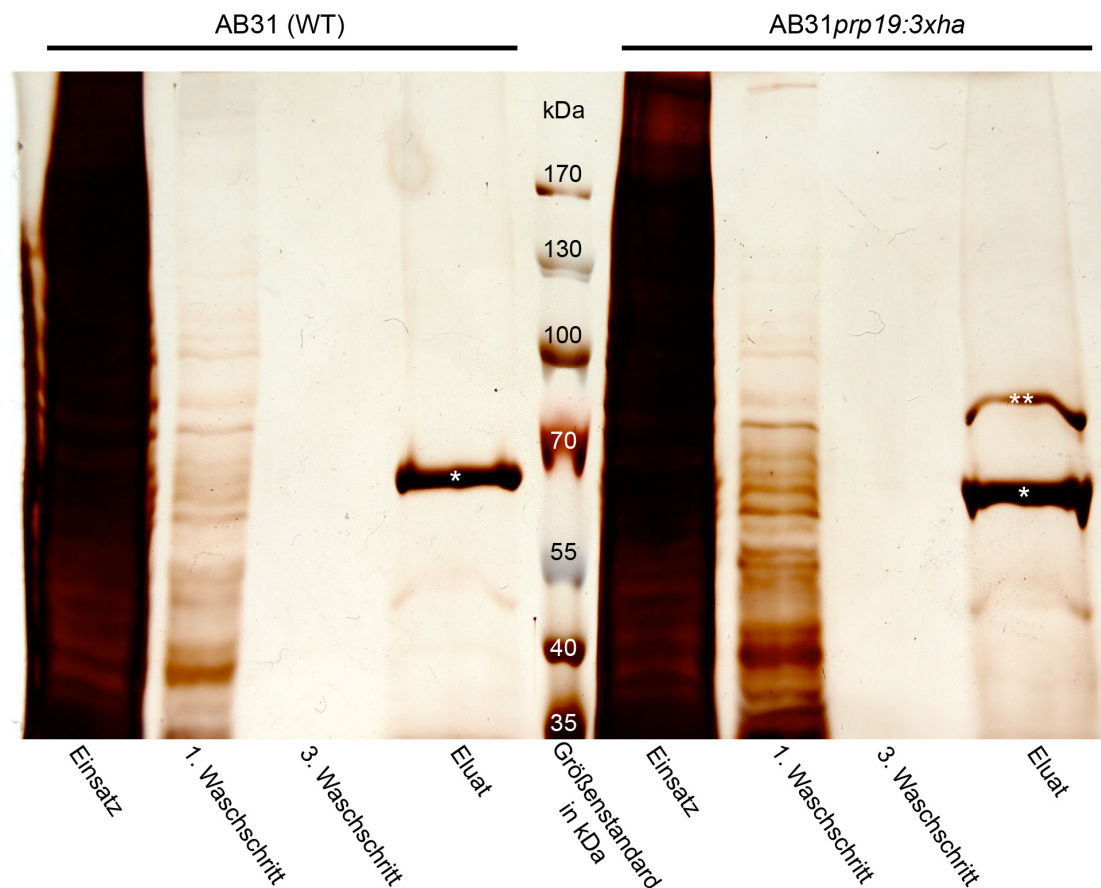 AB31 (WT)
AB31prp19:3xha
kDa
170
130
100
**
70
*
*
55
40
35
Einsatz
1. Waschschritt
3. Waschschritt
Eluat
Größenstandard
in kDa
Einsatz
1. Waschschritt
3. Waschschritt
Eluat